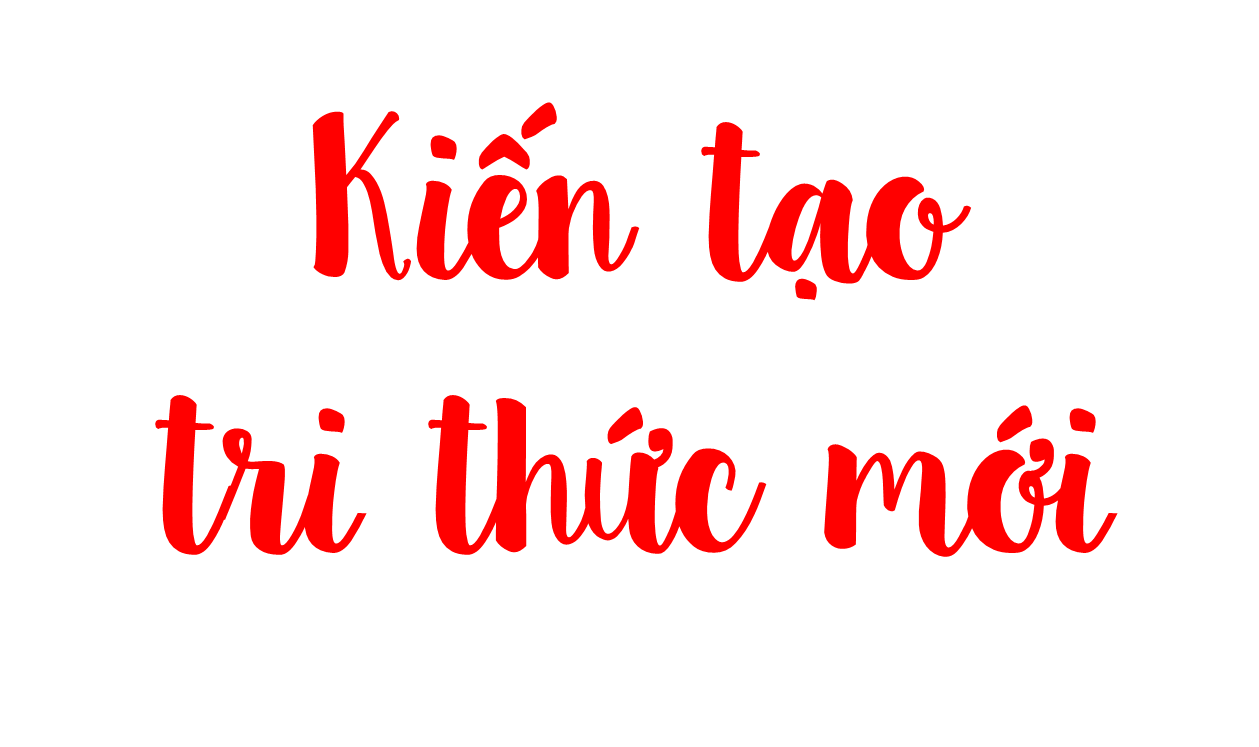 Kiến tạo
tri thức mới